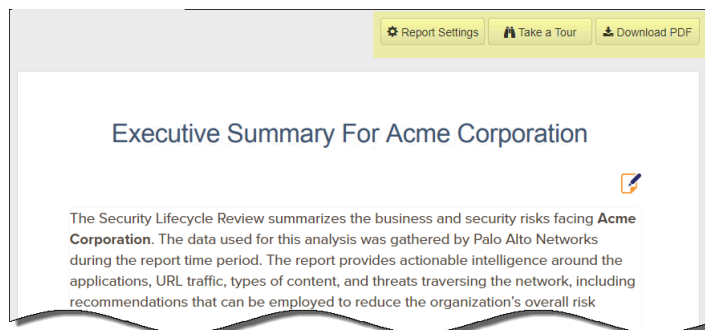 Report Settings Take a Tour Download PDF
Executive Summary For Acme Corporation
The Security Lifecycle Review summarizes the business and security risks facing Acme
Corporation. The data used for this analysis was gathered by Palo Alto Networks
during the report time period. The report provides actionable intelligence around the
applications, URL traffic, types of content, and threats traversing the network, including
recommendations that can be employed to reduce the organization’s overall risk